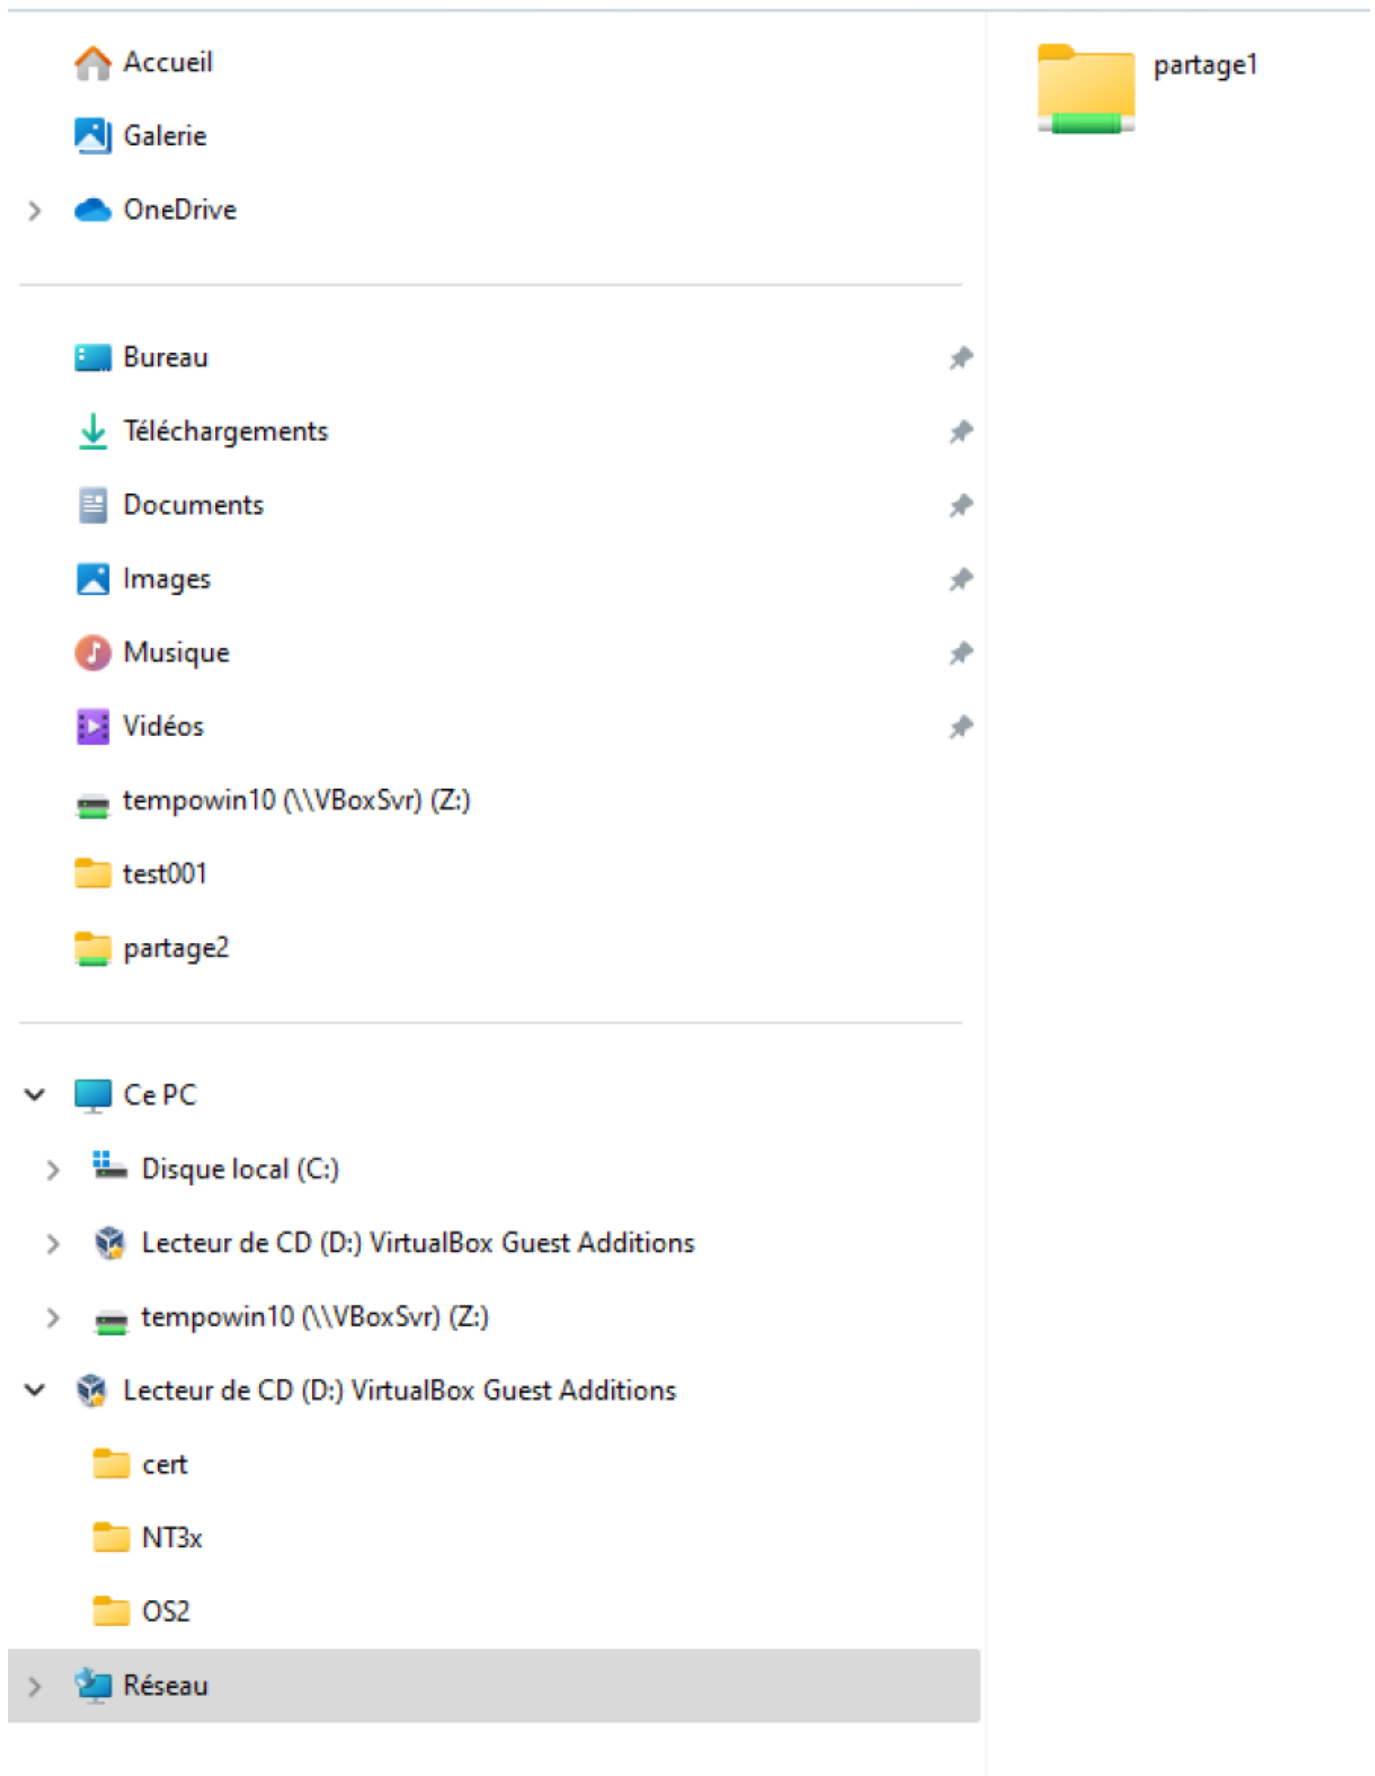 Accueil
Galerie
OneDrive
Bureau
Téléchargements
Documents
Images
Musique
Vidéos
tempowin10 (\\VBoxSvr) (Z:)
test001
partage2
Ce PC
Disque local (C:)
Lecteur de CD (D:) VirtualBox Guest Additions
tempowin10 (\\VBoxSvr) (Z:)
Lecteur de CD (D:) VirtualBox Guest Additions
cert
NT3x
OS2
Réseau
partage1